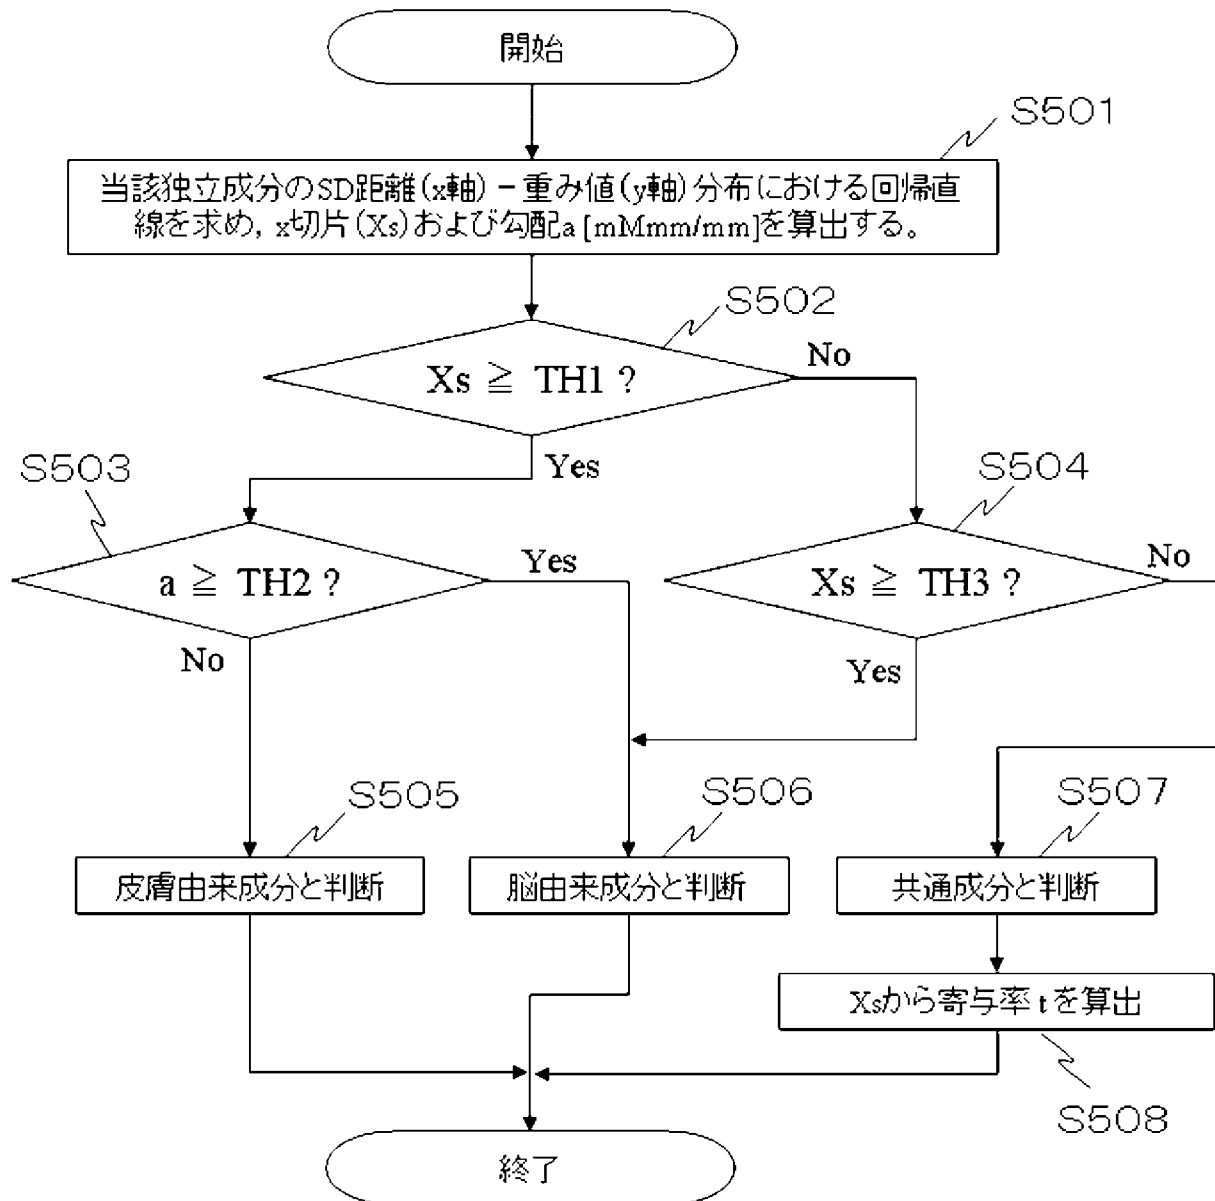 開始
S501
当該独立成分のSD距離(x軸)-重み値(y軸)分布における回帰直
線を求め,x切片(Xs)および勾配a[mMmm/mm]を算出する。
S502
Xs ≧ TH1 ?
No
Yes
S503
S504
a ≧ TH2 ?
Yes
Xs ≧ TH3 ?
No
No
Yes
S505
S506
S507
皮膚由来成分と判断
脳由来成分と判断
共通成分と判断
Xsから寄与率 t を算出
S508
終了